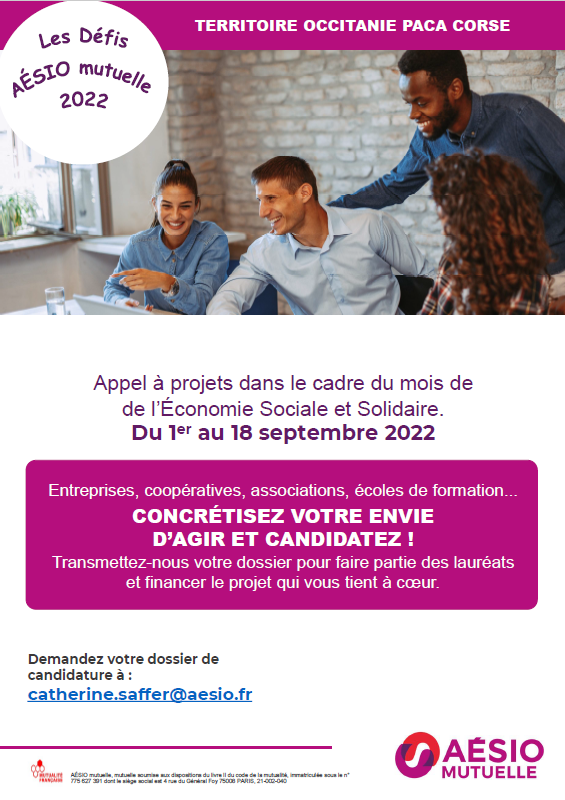 TERRITOIRE OCCITANIE PACA CORSE
Les Défis
AÉSIO mutuelle
2022
Appel à projets dans le cadre du mois de
de l'Économie Sociale et Solidaire.
Du 1er au 18 septembre 2022
Entreprises, coopératives, associations, écoles de formation...
CONCRÉTISEZ VOTRE ENVIE
D'AGIR ET CANDIDATEZ !
Transmettez-nous votre dossier pour faire partie des lauréats
et financer le projet qui vous tient à cœur.
Demandez votre dossier de
candidature à :
catherine.saffer@aesio.fr
MUTUALITÉ
FRANÇAISE
AÉSIO mutuelle, mutuelle soumise aux dispositions du livre II du code de la mutualité, immatriculée sous le n°
775 627 391 dont le siège social est 4 rue du Général Foy 75008 PARIS, 21-002-040
AÉSIO
MUTUELLE